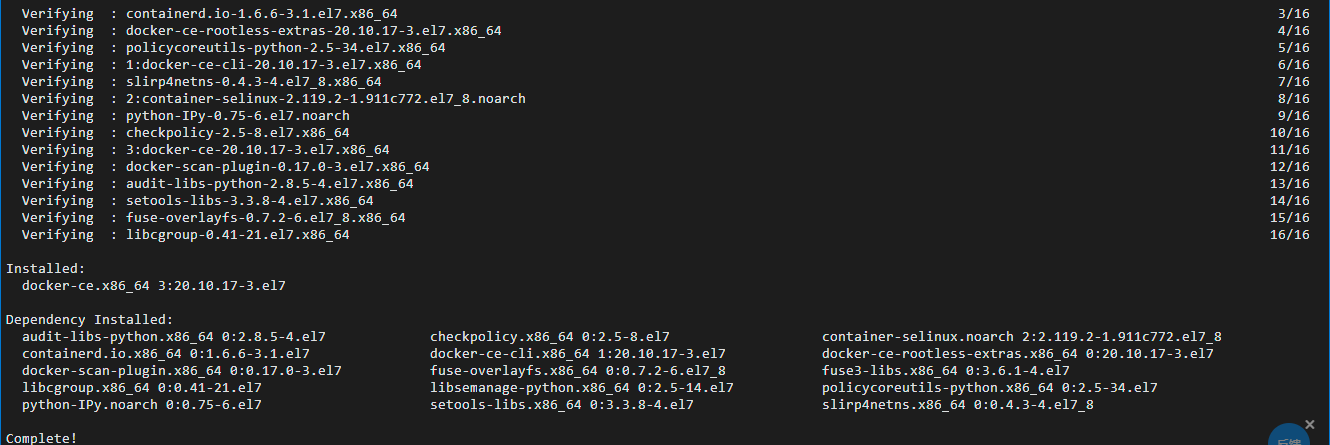 Verifying  : containerd.io-1.6.6-3.1.el7.x86_64 3/16
Verifying  : docker-ce-rootless-extras-20.10.17-3.el7.x86_64 4/16
Verifying  : policycoreutils-python-2.5-34.el7.x86_64 5/16
Verifying  : 1:docker-ce-cli-20.10.17-3.el7.x86_64 6/16
Verifying  : slirp4netns-0.4.3-4.el7_8.x86_64 7/16
Verifying  : 2:container-selinux-2.119.2-1.911c772.el7_8.noarch 8/16
Verifying  : python-IPy-0.75-6.el7.noarch 9/16
Verifying  : checkpolicy-2.5-8.el7.x86_64 10/16
Verifying  : 3:docker-ce-20.10.17-3.el7.x86_64 11/16
Verifying  : docker-scan-plugin-0.17.0-3.el7.x86_64 12/16
Verifying  : audit-libs-python-2.8.5-4.el7.x86_64 13/16
Verifying  : setools-libs-3.3.8-4.el7.x86_64 14/16
Verifying  : fuse-overlayfs-0.7.2-6.el7_8.x86_64 15/16
Verifying  : libcgroup-0.41-21.el7.x86_64 16/16
Installed:
docker-ce.x86_64 3:20.10.17-3.el7
Dependency Installed:
audit-libs-python.x86_64 0:2.8.5-4.el7 checkpolicy.x86_64 0:2.5-8.el7 container-selinux.noarch 2:2.119.2-1.911c772.el7_8
containerd.io.x86_64 0:1.6.6-3.1.el7 docker-ce-cli.x86_64 1:20.10.17-3.el7 docker-ce-rootless-extras.x86_64 0:20.10.17-3.el7
docker-scan-plugin.x86_64 0:0.17.0-3.el7 fuse-overlayfs.x86_64 0:0.7.2-6.el7_8 fuse3-libs.x86_64 0:3.6.1-4.el7
libcgroup.x86_64 0:0.41-21.el7 libsemanage-python.x86_64 0:2.5-14.el7 policycoreutils-python.x86_64 0:2.5-34.el7
python-IPy.noarch 0:0.75-6.el7 setools-libs.x86_64 0:3.3.8-4.el7 slirp4netns.x86_64 0:0.4.3-4.el7_8
Complete!